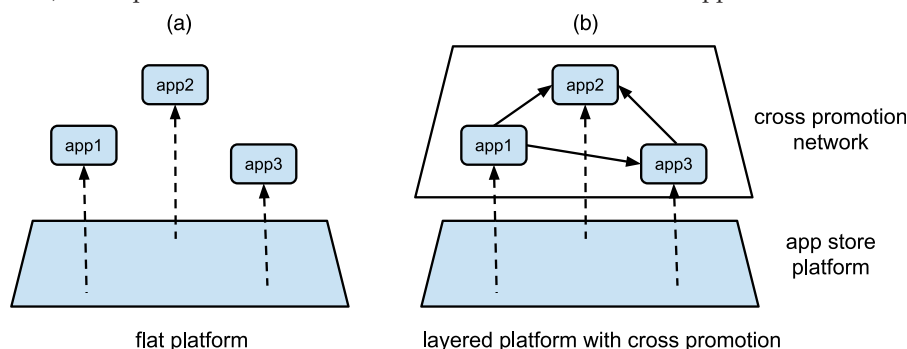 (a)
app2
app1
app3
flat platform
(b)
app2
app1
app3
cross promotion
network
app store
platform
layered platform with cross promotion